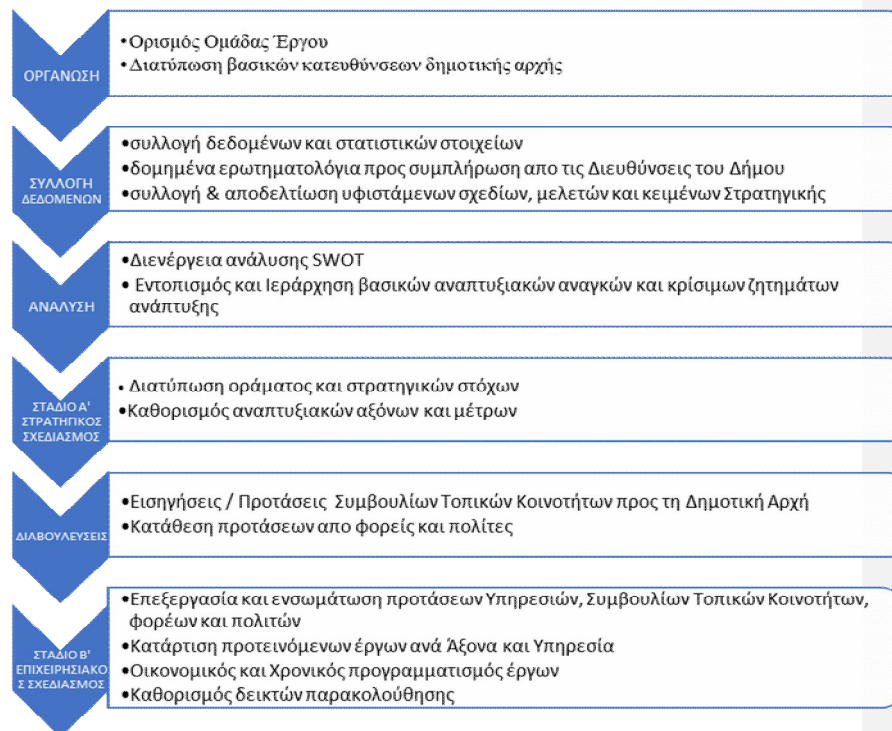 ΟΡΓΑΝΩΣΗ
•Ορισμός Ομάδας Έργου
•Διατύπωση βασικών κατευθύνσεων δημοτικής αρχής
ΣΥΛΛΟΓΗ
ΔΕΔΟΜΕΝΩΝ
•συλλογή δεδομένων και στατιστικών στοιχείων
•δομημένα ερωτηματολόγια προς συμπλήρωση απο τις Διευθύνσεις του Δήμου
•συλλογή & αποδελτίωση υφιστάμενων σχεδίων, μελετών και κειμένων Στρατηγικής
ΑΝΑΛΥΣΗ
•Διενέργεια ανάλυσης SWOT
• Εντοπισμός και Ιεράρχηση βασικών αναπτυξιακών αναγκών και κρίσιμων ζητημάτων
ανάπτυξης
ΣΤΑΔΙΟ Α'
ΣΤΡΑΤΗΓΙΚΟΣ
ΣΧΕΔΙΑΣΜΟΣ
• Διατύπωση οράματος και στρατηγικών στόχων
•Καθορισμός αναπτυξιακών αξόνων και μέτρων
ΔΙΑΒΟΥΛΕΥΣΕΙΣ
•Εισηγήσεις / Προτάσεις Συμβουλίων Τοπικών Κοινοτήτων προς τη Δημοτική Αρχή
•Κατάθεση προτάσεων απο φορείς και πολίτες
ΣΤΑΔΙΟ Β'
ΕΠΙΧΕΙΡΗΣΙΑΚΟ
Σ ΣΧΕΔΙΑΣΜΟΣ
•Επεξεργασία και ενσωμάτωση προτάσεων Υπηρεσιών, Συμβουλίων Τοπικών Κοινοτήτων,
φορέων και πολιτών
•Κατάρτιση προτεινόμενων έργων ανά Άξονα και Υπηρεσία
•Οικονομικός και Χρονικός προγραμματισμός έργων
•Καθορισμός δεικτών παρακολούθησης